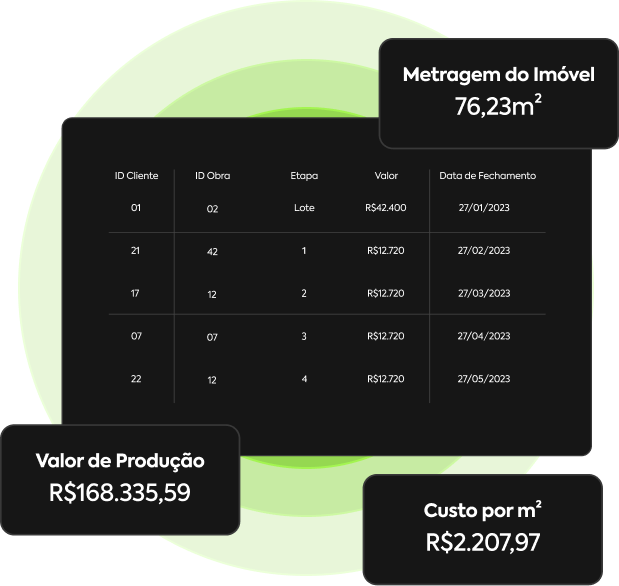 Metragem do Imóvel
76,23m²
ID Cliente ID Obra Etapa Valor Data de Fechamento
01 02 Lote R$42.400 27/01/2023
21 42 1 R$12.720 27/02/2023
17 12 2 R$12.720 27/03/2023
07 07 3 R$12.720 27/04/2023
22 12 4 R$12.720 27/05/2023
Valor de Produção
R$168.335,59
Custo por m²
R$2.207,97